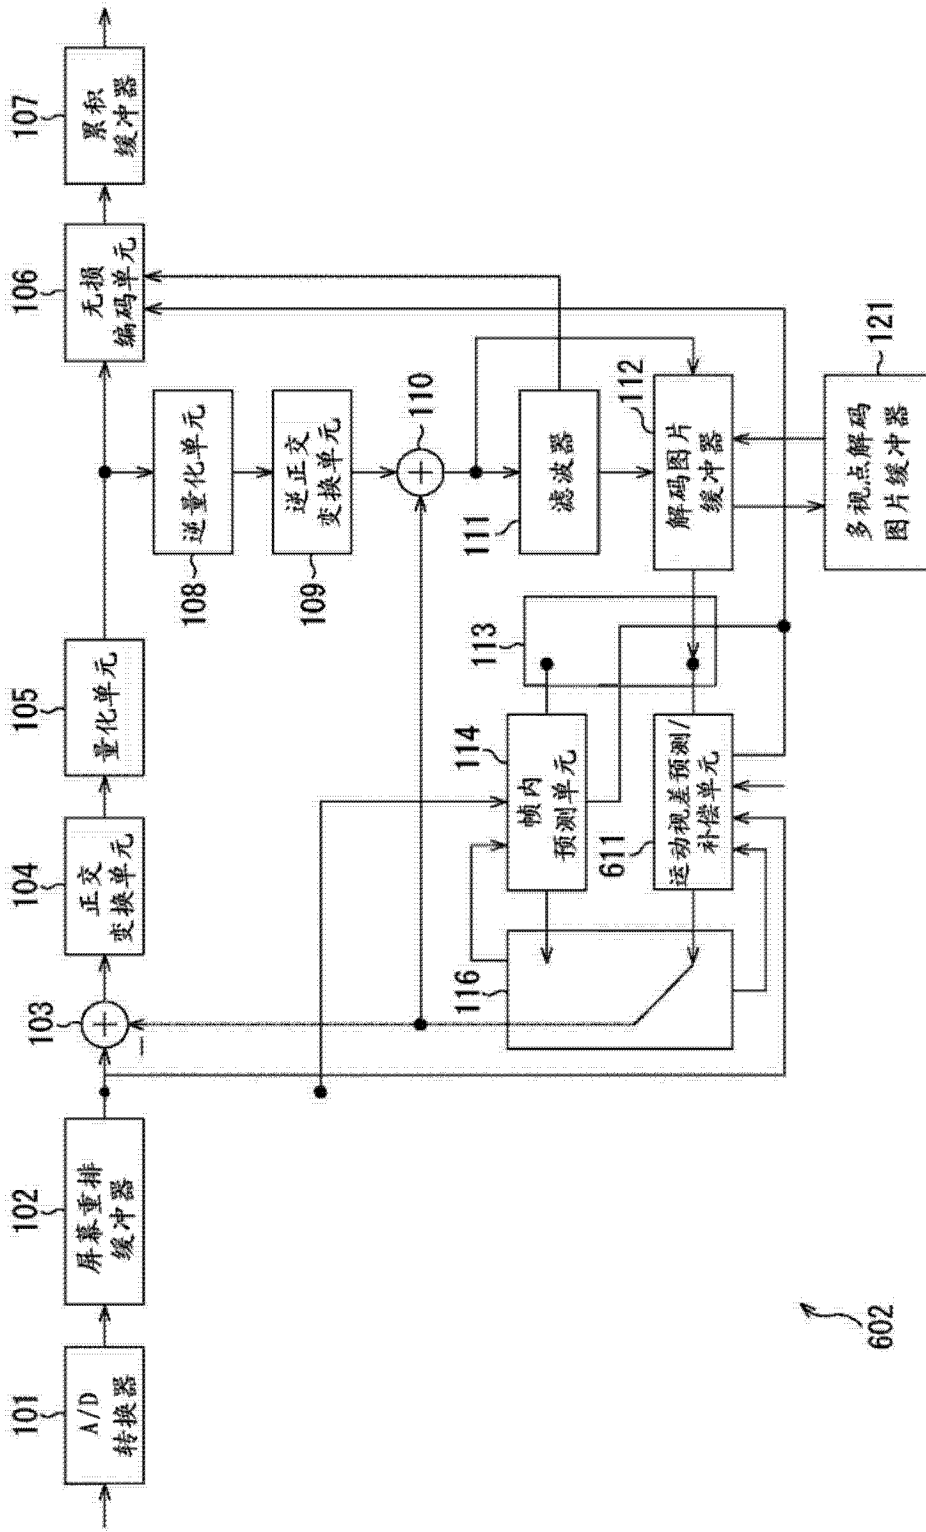 101
A/D
转换器
102
屏幕重排
缓冲器
103
104
正交
变换单元
105
量化单元
106
无损
编码单元
107
累积
缓冲器
108
逆量化单元
109
逆正交
变换单元
110
111
滤波器
112
解码图片
缓冲器
121
多视点解码
图片缓冲器
113
114
帧内
预测单元
611
运动视差预测/
补偿单元
116
602